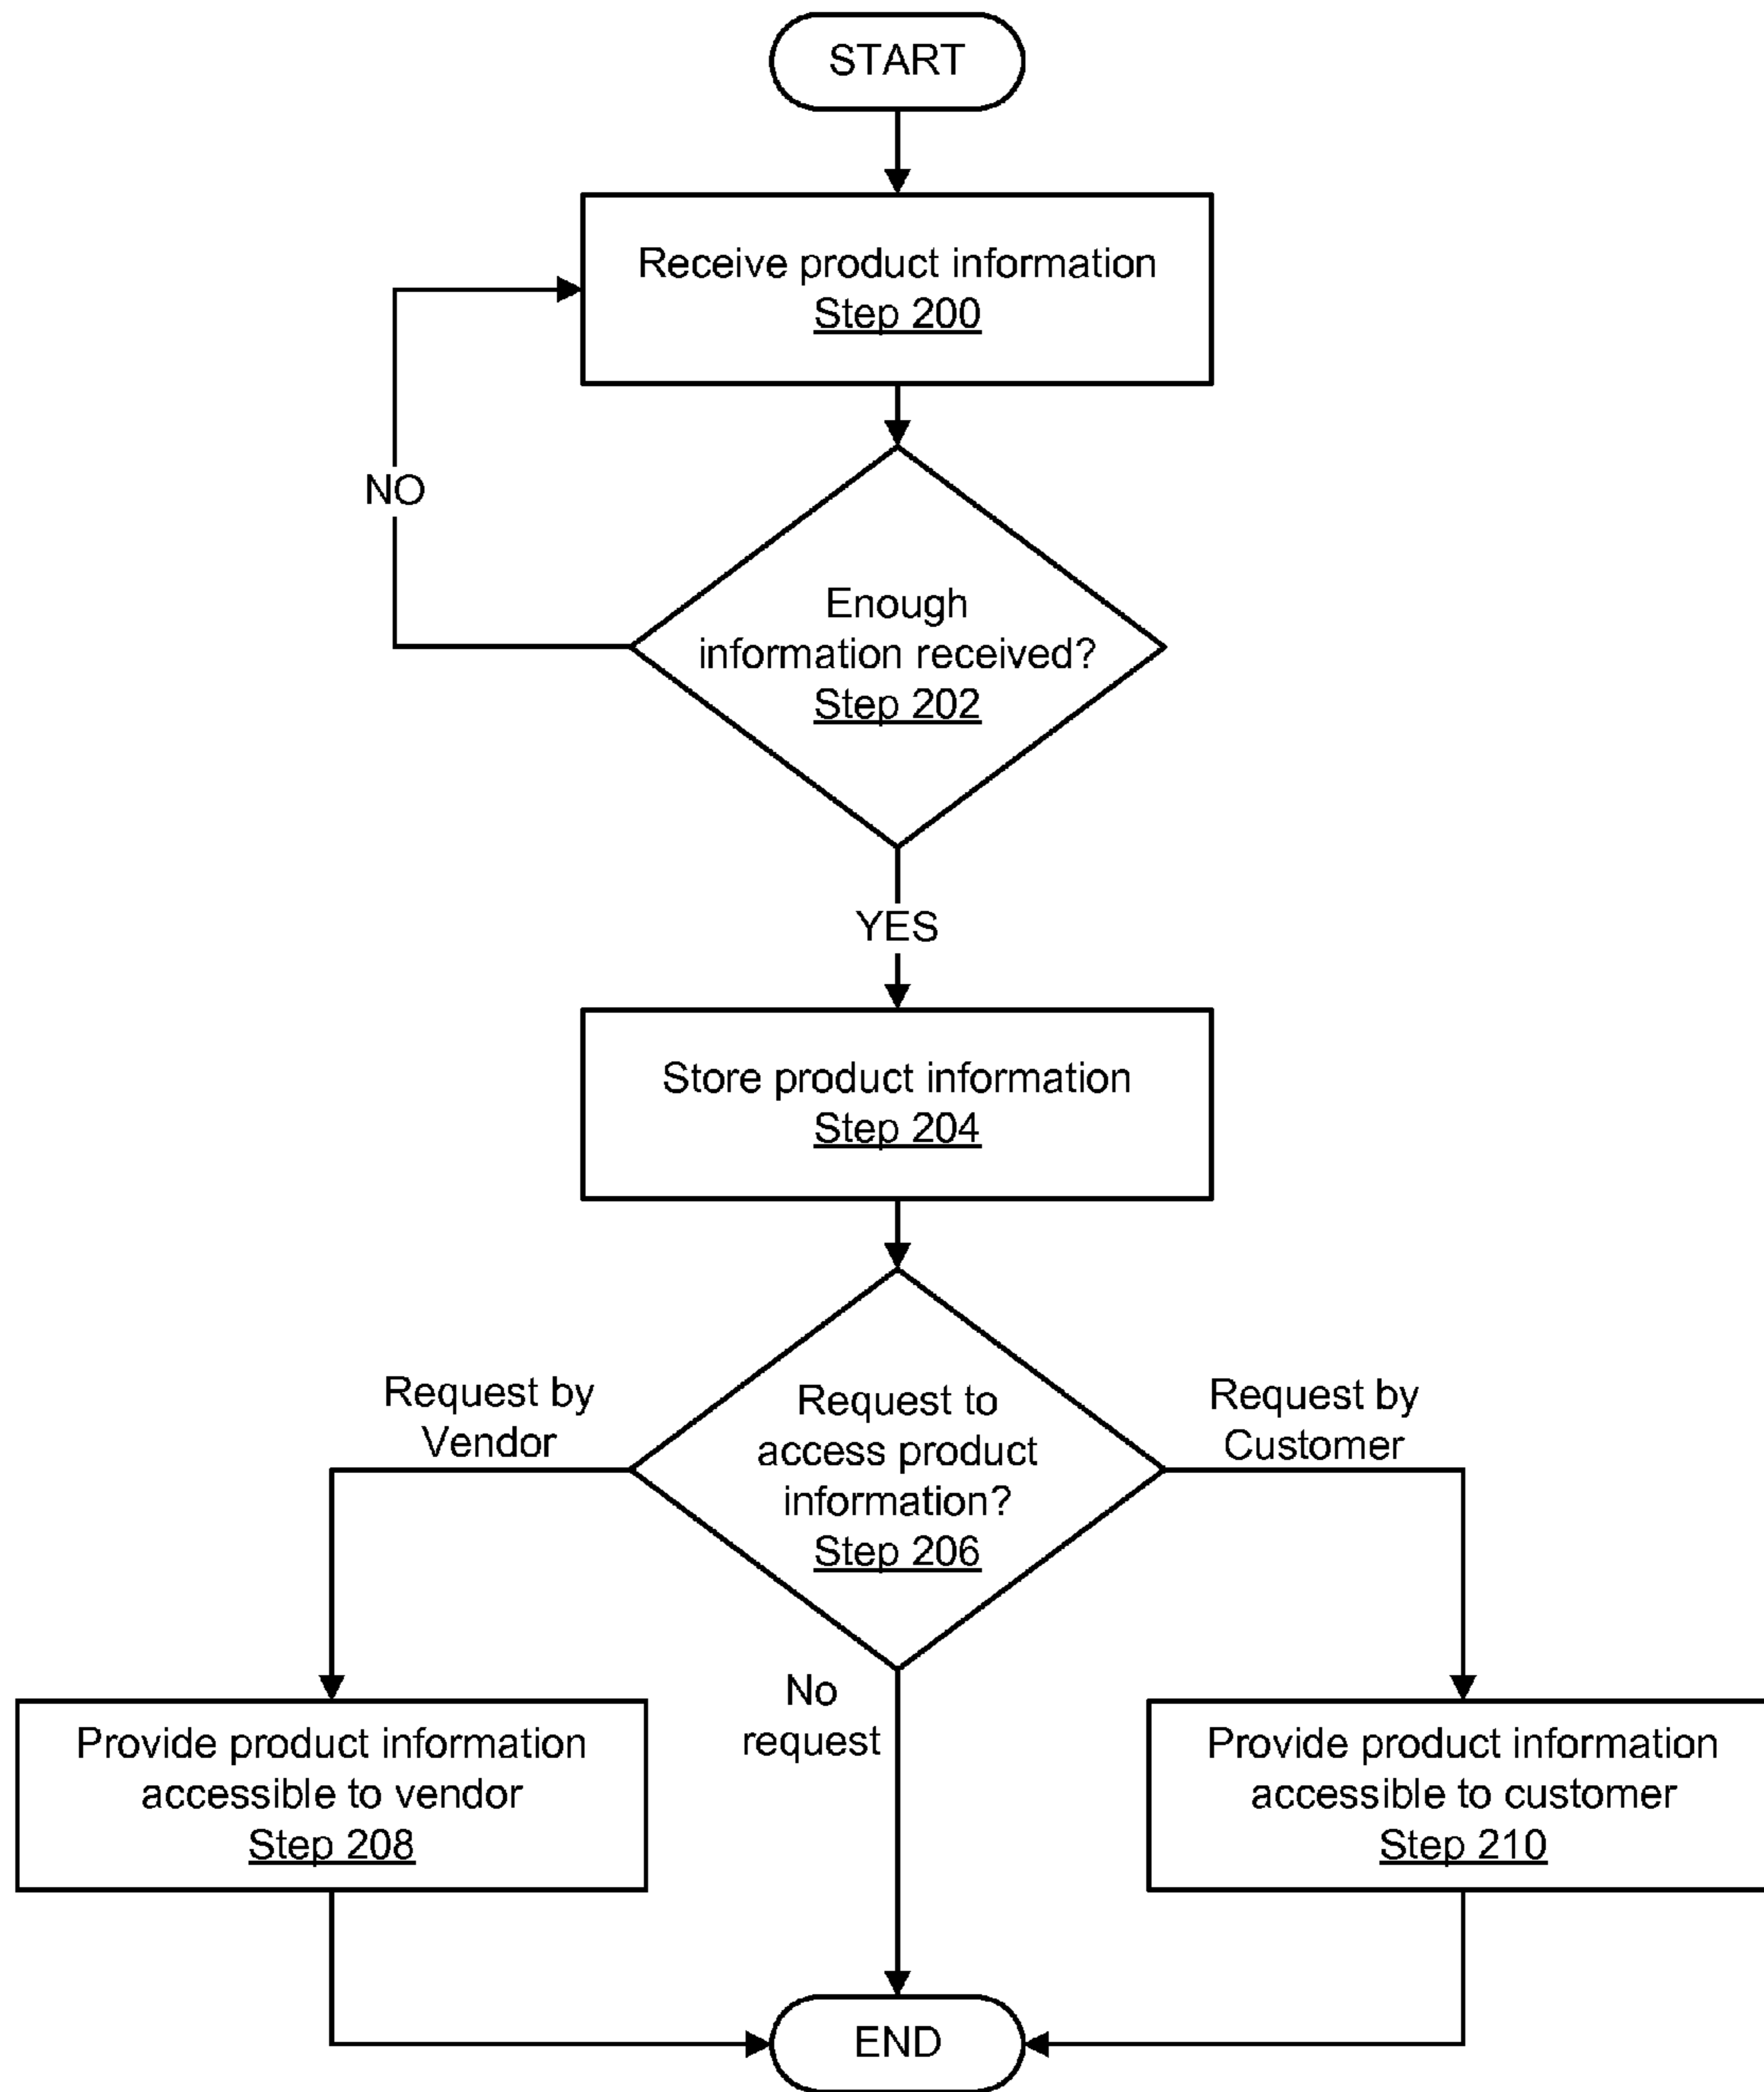 START
Receive product information
Step 200
NO
Enough
information received?
Step 202
YES
Store product information
Step 204
Request by
Vendor
Request to
access product
information?
Step 206
Request by
Customer
No
request
Provide product information
accessible to vendor
Step 208
Provide product information
accessible to customer
Step 210
END